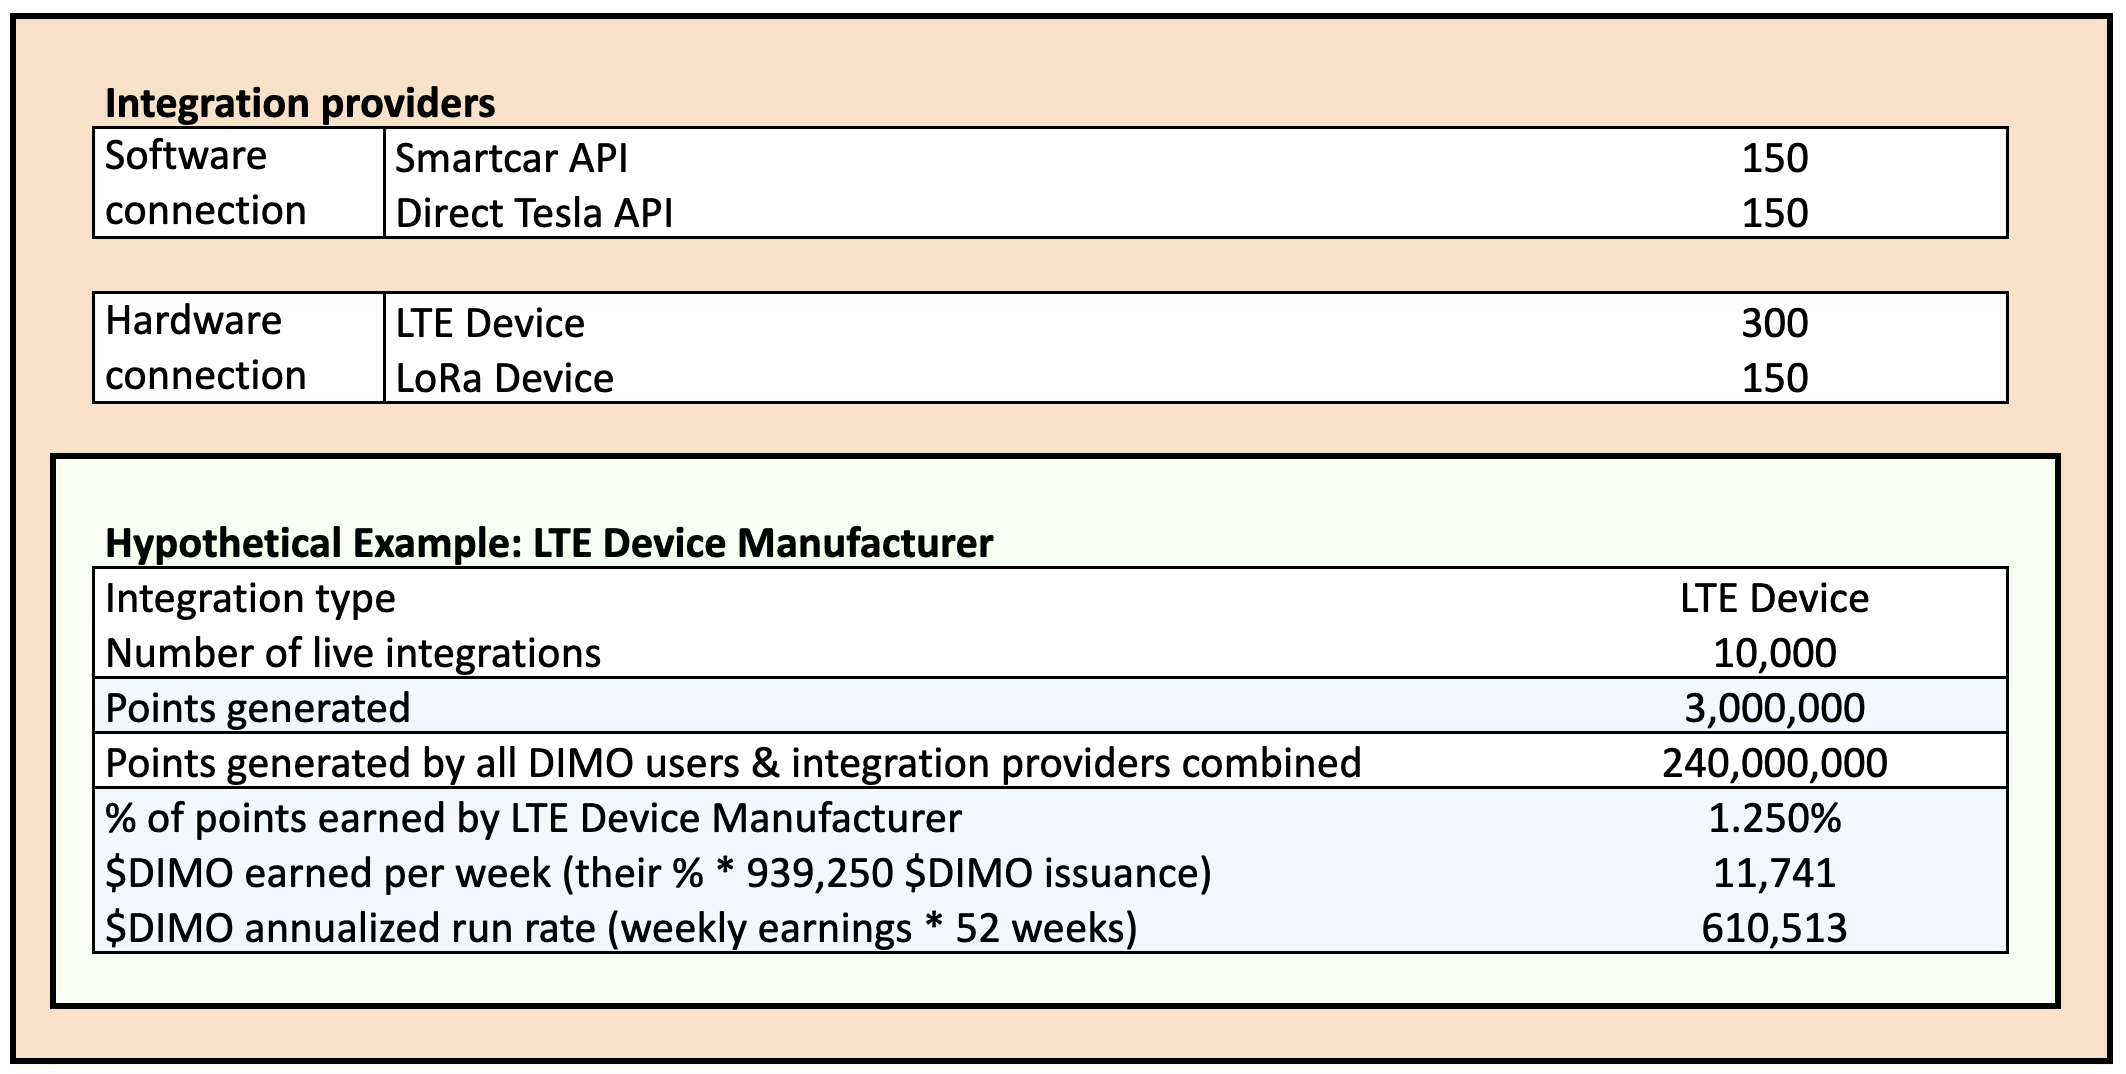 Integration providers
Software connection
Smartcar API 150
Direct Tesla API 150
Hardware connection
LTE Device 300
LoRa Device 150
Hypothetical Example: LTE Device Manufacturer
Integration type LTE Device
Number of live integrations 10,000
Points generated 3,000,000
Points generated by all DIMO users & integration providers combined 240,000,000
% of points earned by LTE Device Manufacturer 1.250%
$DIMO earned per week (their % * 939,250 $DIMO issuance) 11,741
$DIMO annualized run rate (weekly earnings * 52 weeks) 610,513